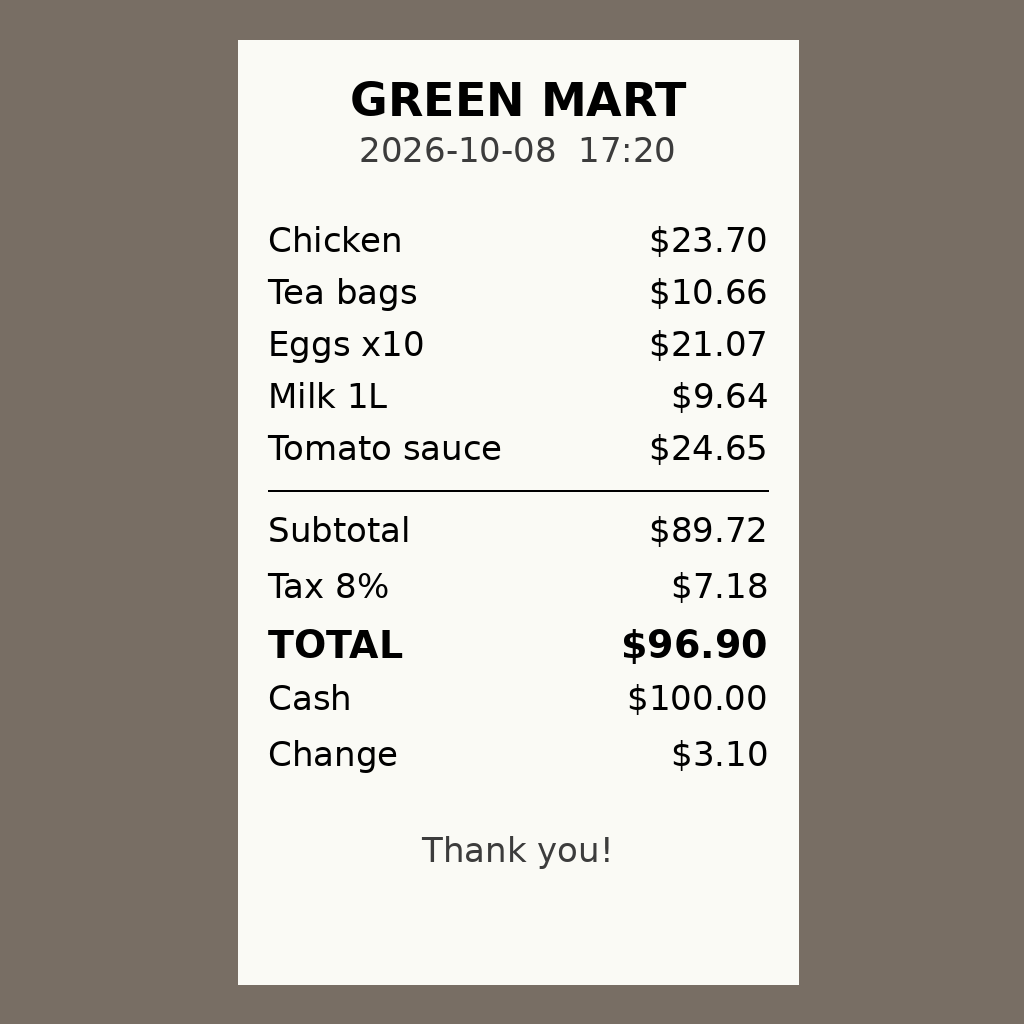 GREEN MART
2026-10-08  17:20
Chicken $23.70
Tea bags $10.66
Eggs x10 $21.07
Milk 1L $9.64
Tomato sauce $24.65
Subtotal $89.72
Tax 8% $7.18
TOTAL $96.90
Cash $100.00
Change $3.10
Thank you!